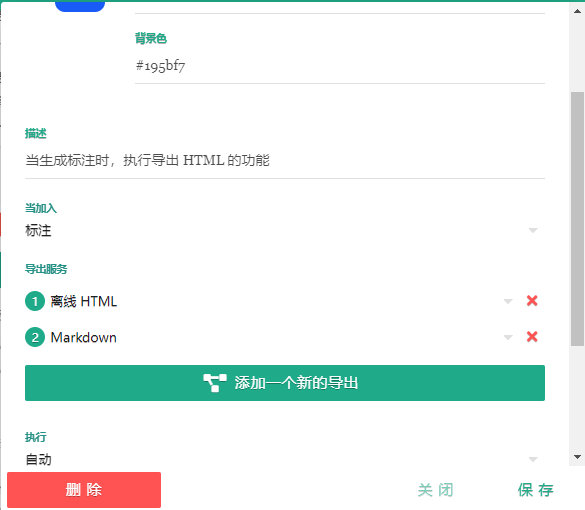 背景色
#195bf7
描述
当生成标注时，执行导出 HTML 的功能
当加入
标注
导出服务
1 离线 HTML
2 Markdown
添加一个新的导出
执行
自动
删 除 关 闭 保 存